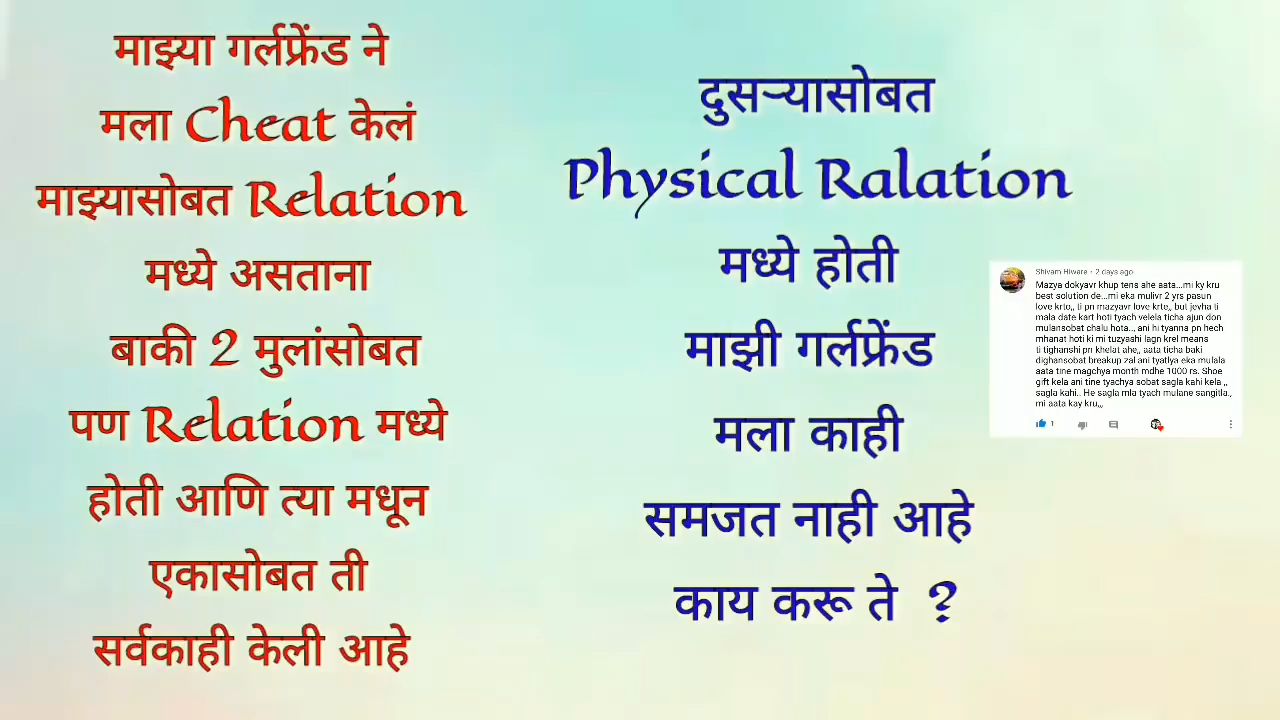 माझ्या गर्लफ्रेंड ने
मला Cheat केलं
माझ्यासोबत Relation
मध्ये असताना
बाकी 2 मुलांसोबत
पण Relation मध्ये
होती आणि त्या मधून
एकासोबत ती
सर्वकाही केली आहे
दुसऱ्यासोबत
Physical Ralation
मध्ये होती
माझी गर्लफ्रेंड
मला काही
समजत नाही आहे
काय करू ते ?
Shivam Hiware · 2 days ago
Mazya dokyavr khup tens ahe aata...mi ky kru
best solution de...mi eka mulivr 2 yrs pasun
love krto,, ti pn mazyavr love krte,, but jevha ti
mala date kart hoti tyach velela ticha ajun don
mulansobat chalu hota.., ani hi tyanna pn hech
mhanat hoti ki mi tuzyashi lagn krel means
ti tighanshi pn khelat ahe,, aata ticha baki
dighansobat breakup zal ani tyatlya eka mulala
aata tine magchya month mdhe 1000 rs. Shoe
gift kela ani tine tyachya sobat sagla kahi kela ,,
sagla kahi.. He sagla mla tyach mulane sangitla,,
mi aata kay kru,,,
1